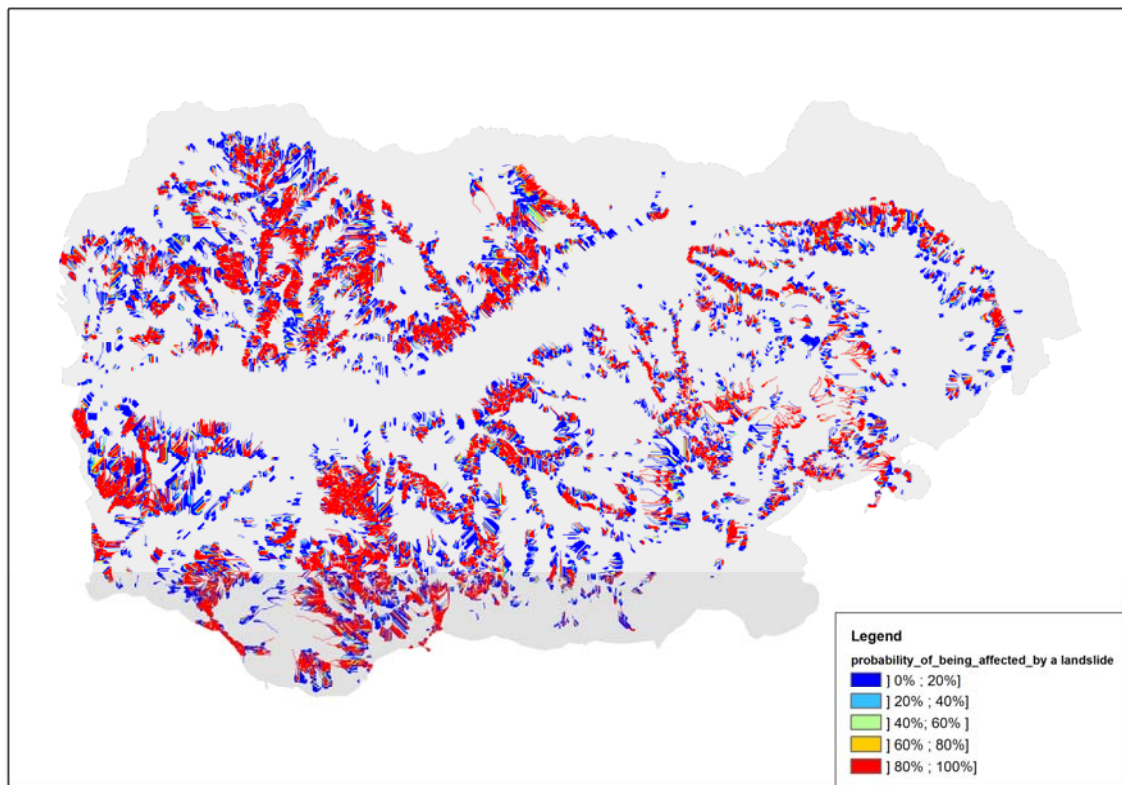 Legend
probability_of_being_affected_by a landslide
] 0% ; 20%]
] 20% ; 40%]
] 40%; 60% ]
] 60% ; 80%]
] 80% ; 100%]